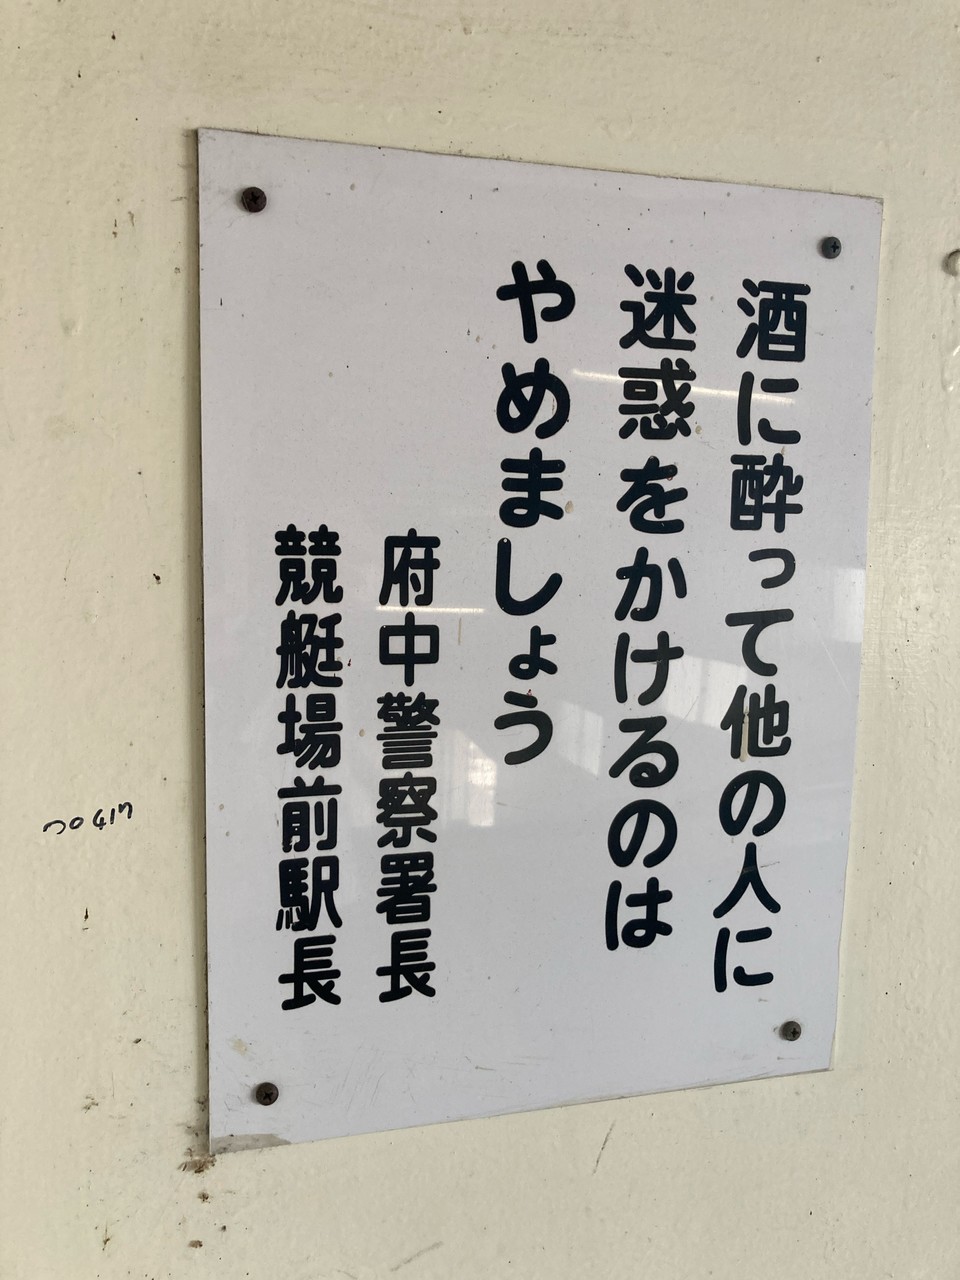 酒に酔って他の人に
迷惑をかけるのは
やめましょう
府中警察署長
競艇場前駅長